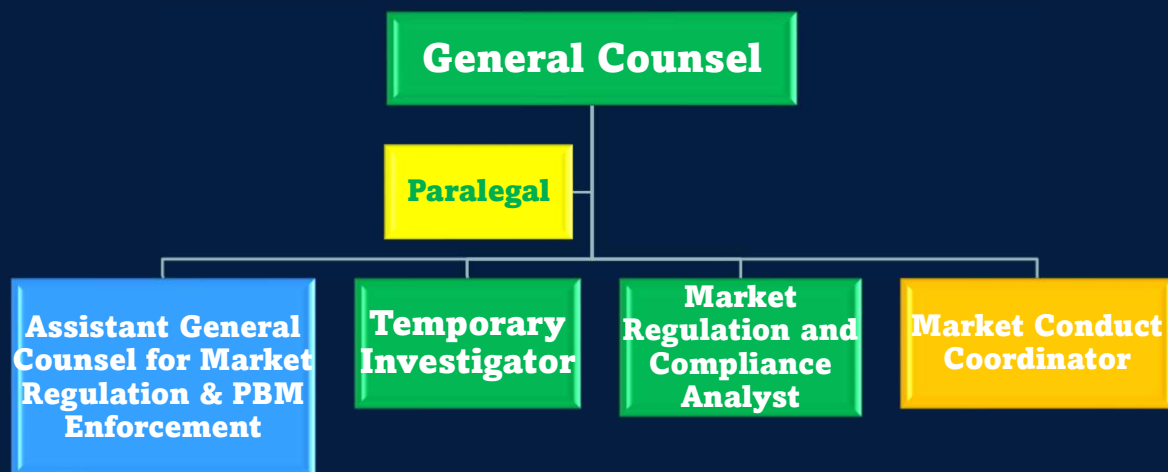 General Counsel
Paralegal
Assistant General
Counsel for Market
Regulation & PBM
Enforcement
Temporary
Investigator
Market
Regulation and
Compliance
Analyst
Market Conduct
Coordinator